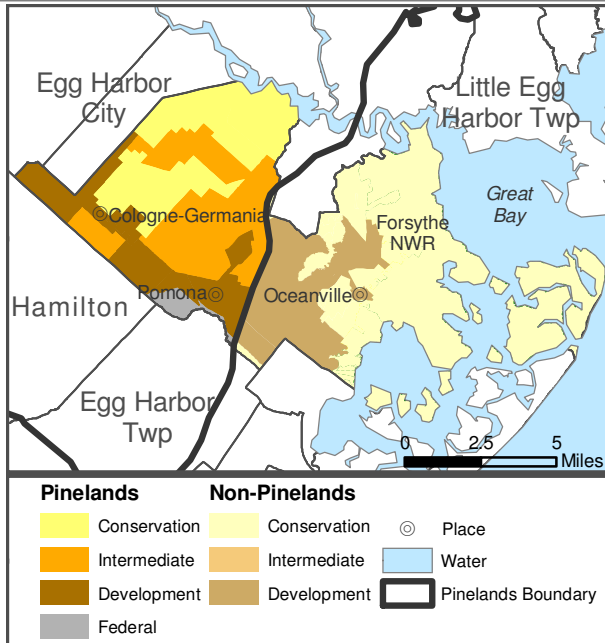 Egg Harbor
City
Little Egg
Harbor Twp
Great
Bay
Cologne-Germania
Forsythe
NWR
Pomona
Oceanville
Hamilton
Egg Harbor
Twp
0 2.5 5
Miles
Pinelands
Conservation
Intermediate
Development
Federal
Non-Pinelands
Conservation
Intermediate
Development
Place
Water
Pinelands Boundary